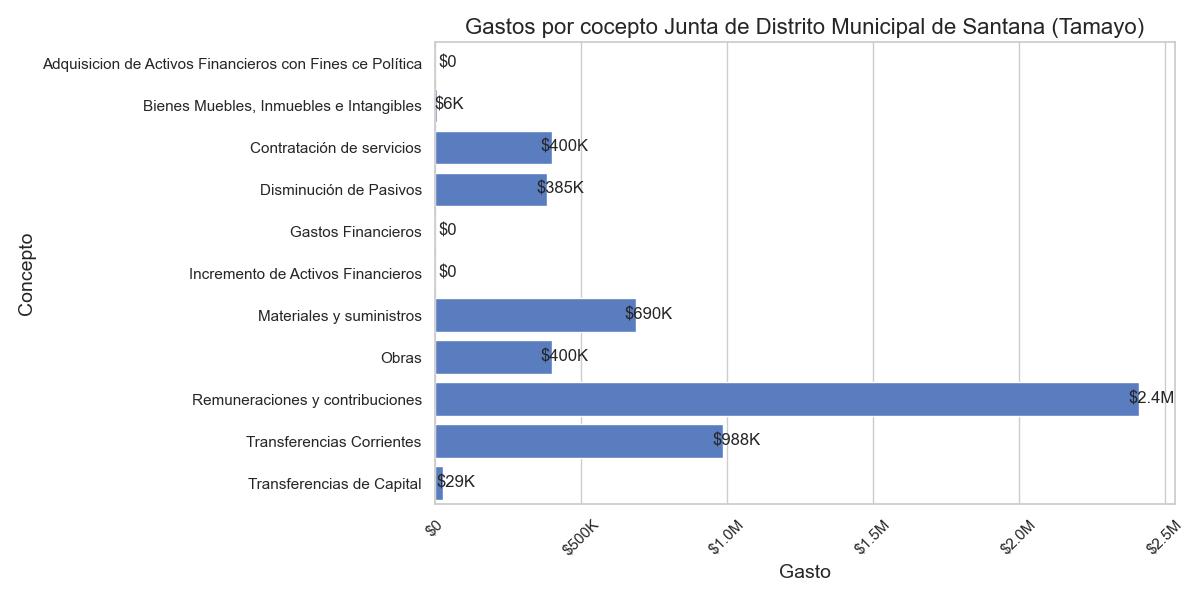 Gastos por cocepto Junta de Distrito Municipal de Santana (Tamayo)
Concepto
Adquisicion de Activos Financieros con Fines ce Política $0
Bienes Muebles, Inmuebles e Intangibles $6K
Contratación de servicios $400K
Disminución de Pasivos $385K
Gastos Financieros $0
Incremento de Activos Financieros $0
Materiales y suministros $690K
Obras $400K
Remuneraciones y contribuciones $2.4M
Transferencias Corrientes $988K
Transferencias de Capital $29K
$0 $500K $1.0M $1.5M $2.0M $2.5M
Gasto